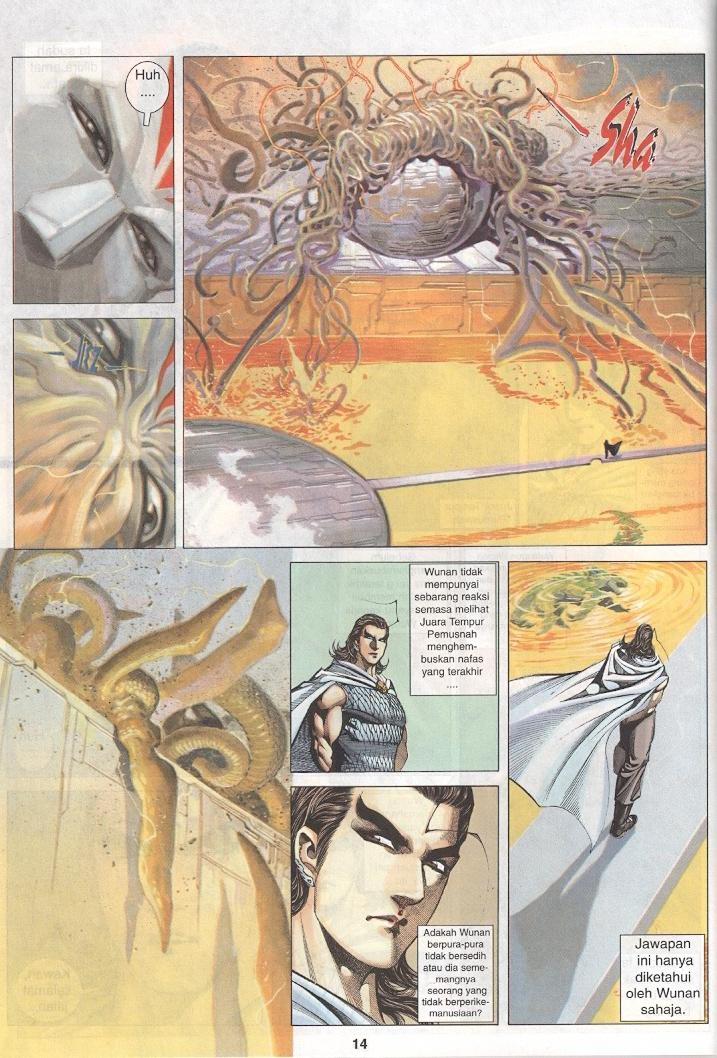 Huh
....
Sha
JIEZ
Wunan tidak
mempunyai
sebarang reaksi
semasa melihat
Juara Tempur
Pemusnah
menghem-
buskan nafas
yang terakhir
....
Adakah Wunan
berpura-pura
tidak bersedih
atau dia seme-
mangnya
seorang yang
tidak berperike-
manusiaan?
Jawapan
ini hanya
diketahui
oleh Wunan
sahaja.
14